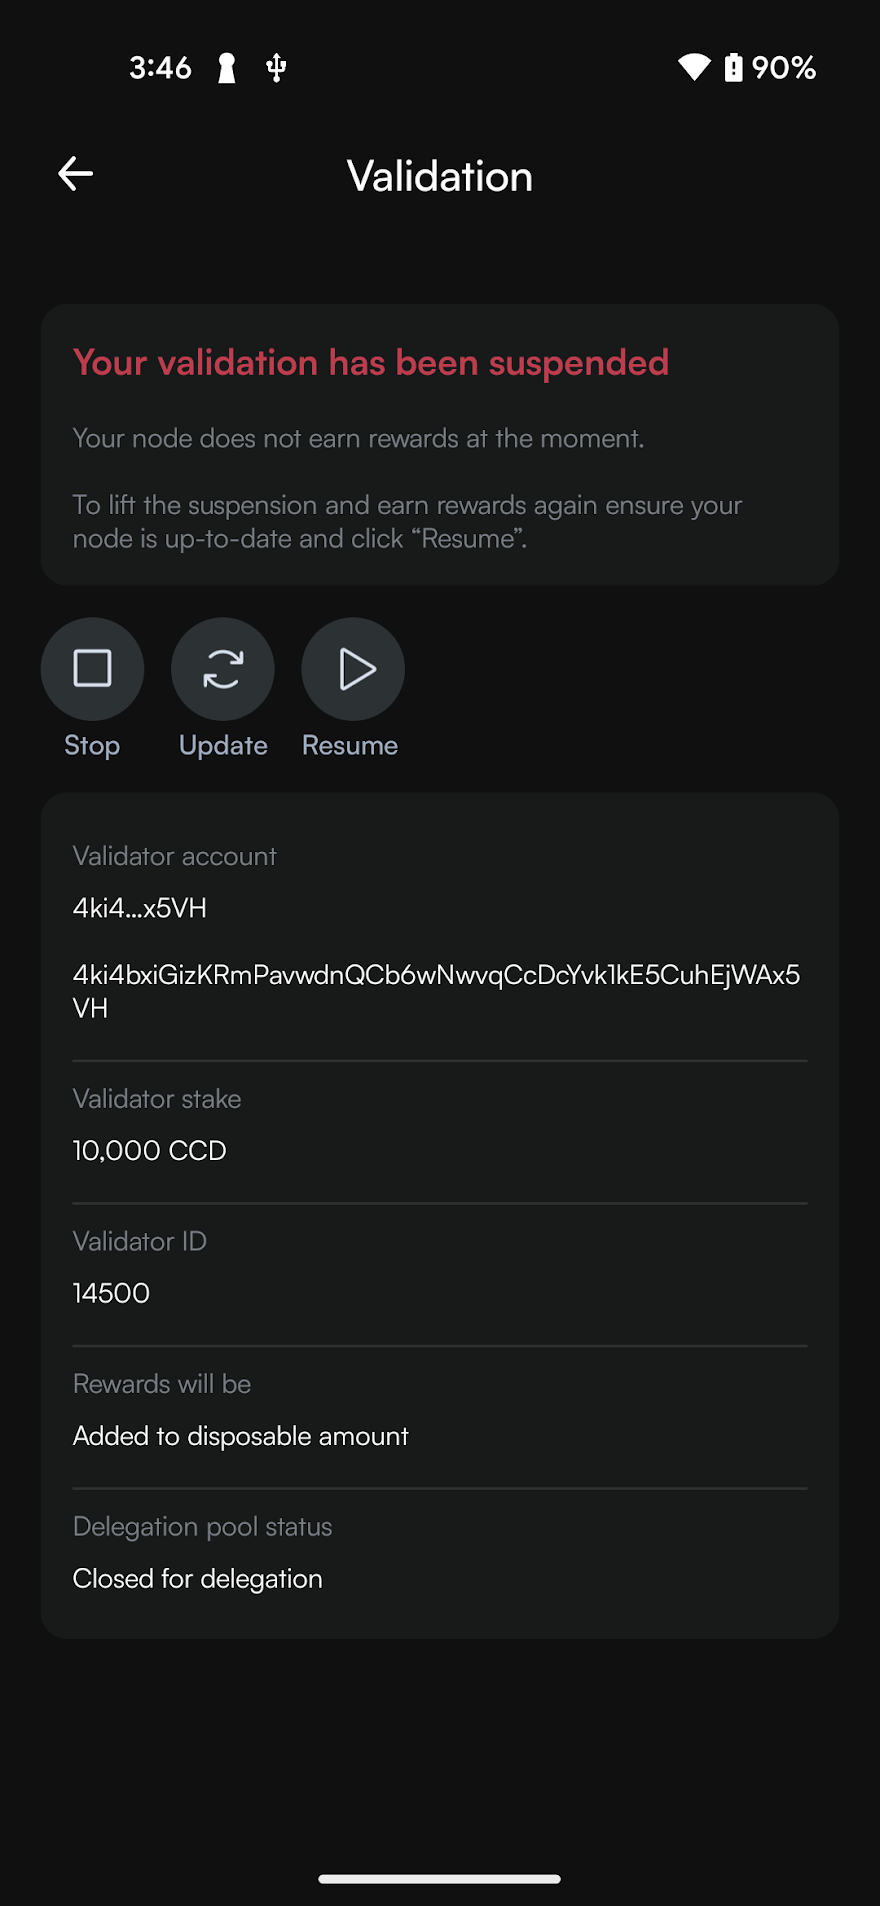 3:46
90%
Validation
Your validation has been suspended
Your node does not earn rewards at the moment.
To lift the suspension and earn rewards again ensure your
node is up-to-date and click “Resume”.
Stop
Update
Resume
Validator account
4ki4...x5VH
4ki4bxiGizKRmPavwdnQCb6wNwvqCcDcYvk1kE5CuhEjWAx5
VH
Validator stake
10,000 CCD
Validator ID
14500
Rewards will be
Added to disposable amount
Delegation pool status
Closed for delegation